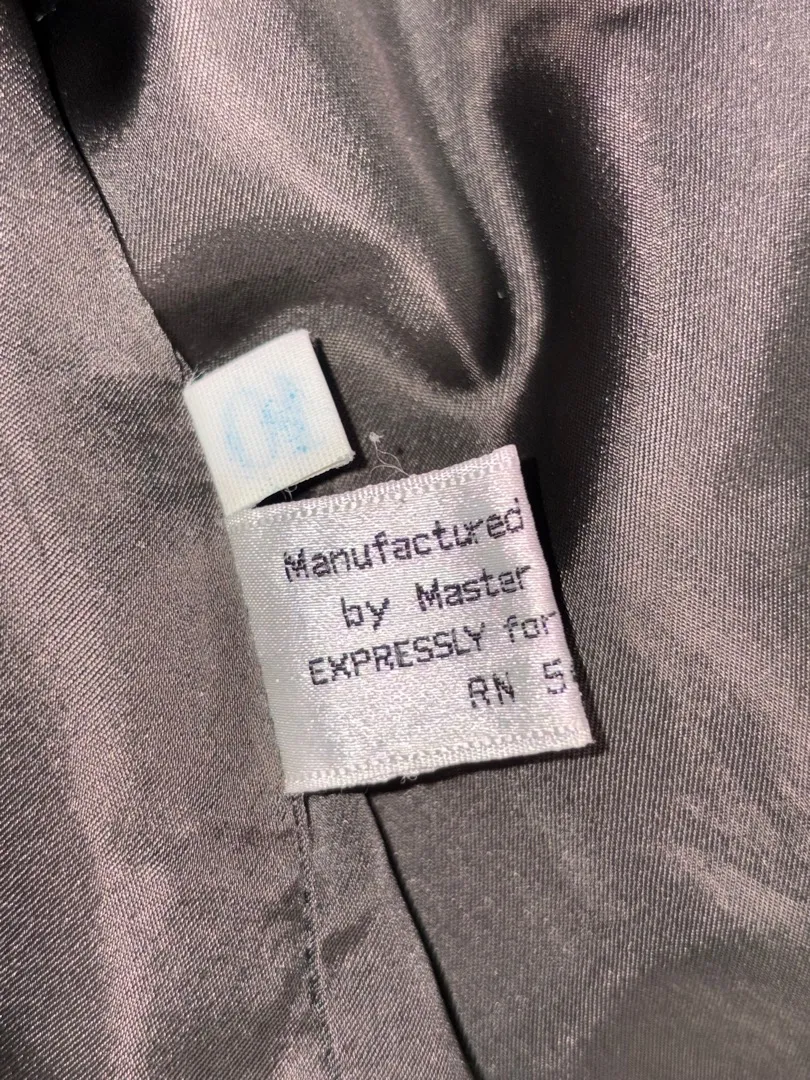 Manufactured
by Master
EXPRESSLY for
RN 5